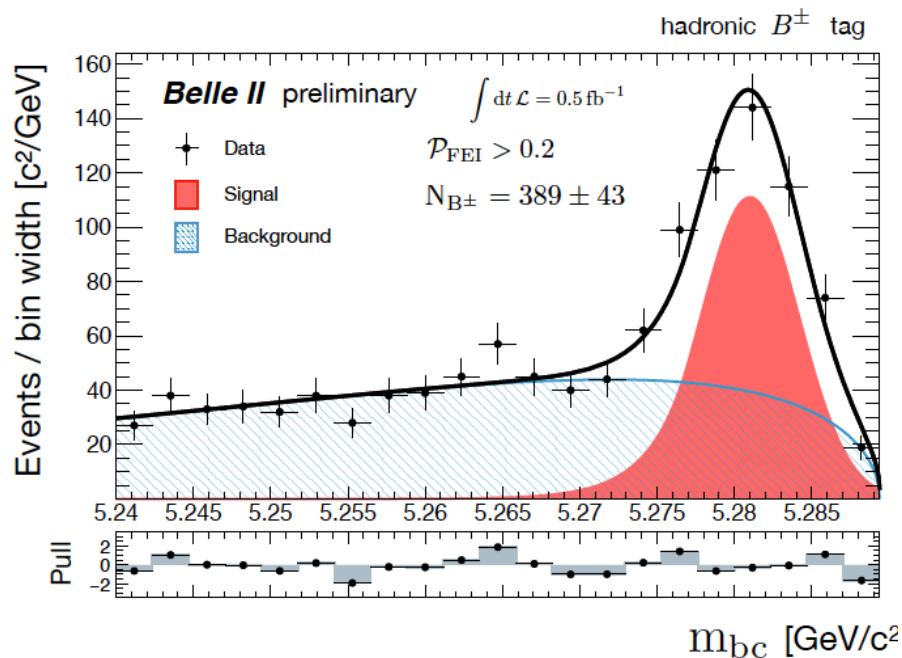 hadronic B± tag
Events / bin width [c²/GeV]
160
140
120
100
80
60
40
20
Belle II preliminary
∫ dt 𝓛 = 0.5 fb⁻¹
Data
Signal
Background
𝒫FEI > 0.2
N_B± = 389 ± 43
5.24 5.245 5.25 5.255 5.26 5.265 5.27 5.275 5.28 5.285
Pull
2
0
−2
m_bc [GeV/c²